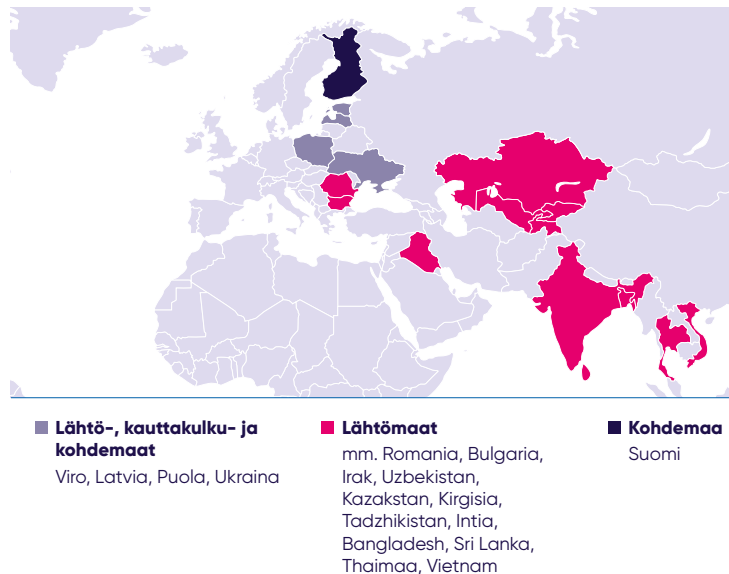 Lähtö-, kauttakulku- ja
kohdemaat
Viro, Latvia, Puola, Ukraina
Lähtömaat
mm. Romania, Bulgaria,
Irak, Uzbekistan,
Kazakstan, Kirgisia,
Tadzhikistan, Intia,
Bangladesh, Sri Lanka,
Thaimaa, Vietnam
Kohdemaa
Suomi